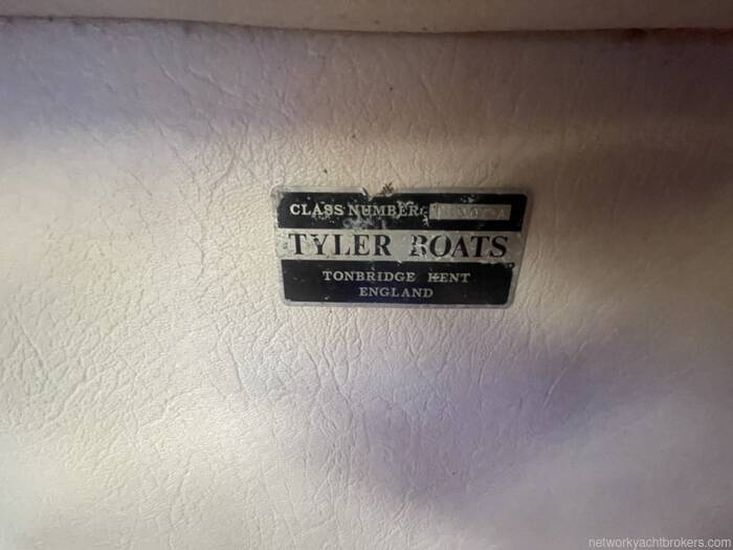 CLASS NUMBER
TYLER BOATS
TONBRIDGE KENT
ENGLAND
networkyachtbrokers.com